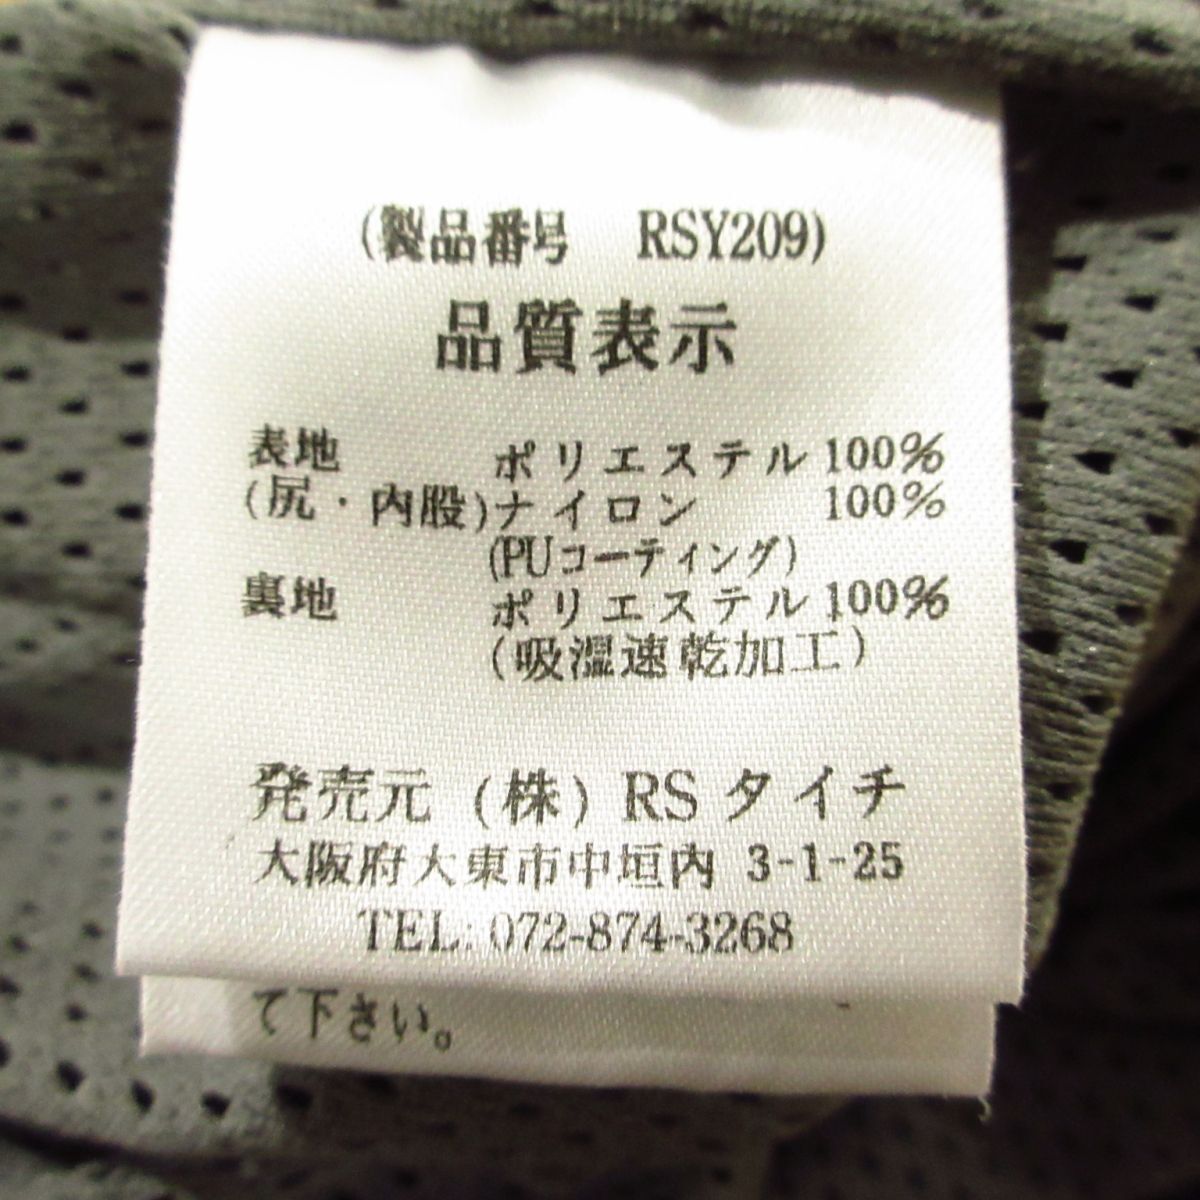 (製品番号 RSY209)
品質表示
表地 ポリエステル 100%
(尻・内股) ナイロン 100%
(PUコーティング)
裏地 ポリエステル 100%
(吸湿速乾加工)
発売元 (株) RSタイチ
大阪府大東市中垣内 3-1-25
TEL: 072-874-3268
て下さい。